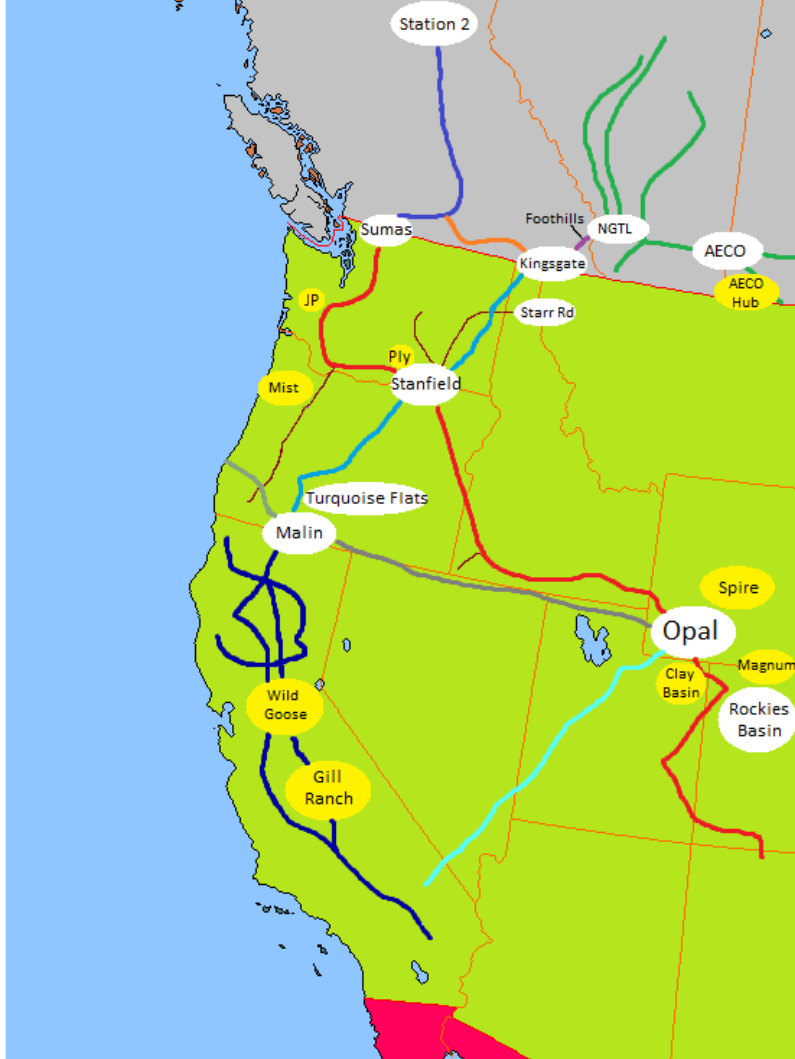 Station 2
Sumas
Foothills
NGTL
AECO
Kingsgate
AECO
Hub
JP
Starr Rd
Ply
Stanfield
Mist
Turquoise Flats
Malin
Spire
Opal
Clay
Basin
Magnum
Rockies
Basin
Wild
Goose
Gill
Ranch